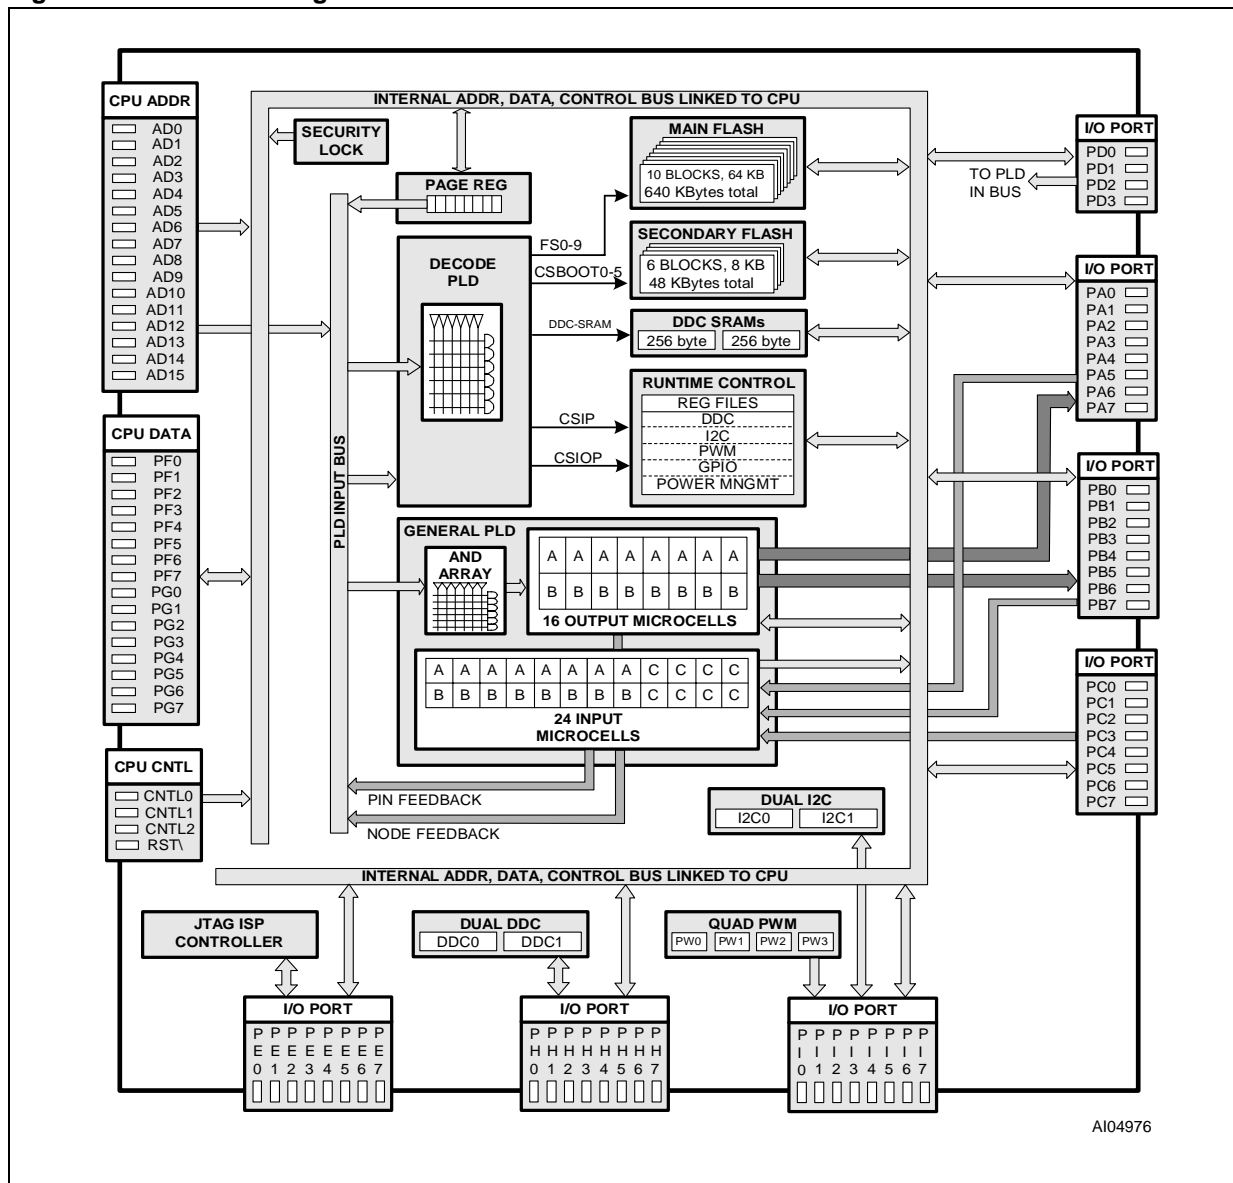 INTERNAL ADDR, DATA, CONTROL BUS LINKED TO CPU
CPU ADDR
AD0
AD1
AD2
AD3
AD4
AD5
AD6
AD7
AD8
AD9
AD10
AD11
AD12
AD13
AD14
AD15
CPU DATA
PF0
PF1
PF2
PF3
PF4
PF5
PF6
PF7
PG0
PG1
PG2
PG3
PG4
PG5
PG6
PG7
CPU CNTL
CNTL0
CNTL1
CNTL2
RST\
SECURITY
LOCK
PAGE REG
PLD INPUT BUS
DECODE
PLD
FS0-9
CSBOOT0-5
DDC-SRAM
CSIP
CSIOP
MAIN FLASH
10 BLOCKS, 64 KB
640 KBytes total
SECONDARY FLASH
6 BLOCKS, 8 KB
48 KBytes total
DDC SRAMs
256 byte 256 byte
RUNTIME CONTROL
REG FILES
DDC
I2C
PWM
GPIO
POWER MNGMT
GENERAL PLD
AND
ARRAY
A A A A A A A A
B B B B B B B B
16 OUTPUT MICROCELLS
A A A A A A A A C C C C
B B B B B B B B C C C C
24 INPUT
MICROCELLS
PIN FEEDBACK
NODE FEEDBACK
I/O PORT
PD0
PD1
PD2
PD3
TO PLD
IN BUS
I/O PORT
PA0
PA1
PA2
PA3
PA4
PA5
PA6
PA7
I/O PORT
PB0
PB1
PB2
PB3
PB4
PB5
PB6
PB7
I/O PORT
PC0
PC1
PC2
PC3
PC4
PC5
PC6
PC7
DUAL I2C
I2C0 I2C1
INTERNAL ADDR, DATA, CONTROL BUS LINKED TO CPU
JTAG ISP
CONTROLLER
DUAL DDC
DDC0 DDC1
QUAD PWM
PW0 PW1 PW2 PW3
I/O PORT
PE0 PE1 PE2 PE3 PE4 PE5 PE6 PE7
I/O PORT
PH0 PH1 PH2 PH3 PH4 PH5 PH6 PH7
I/O PORT
PI0 PI1 PI2 PI3 PI4 PI5 PI6 PI7
AI04976